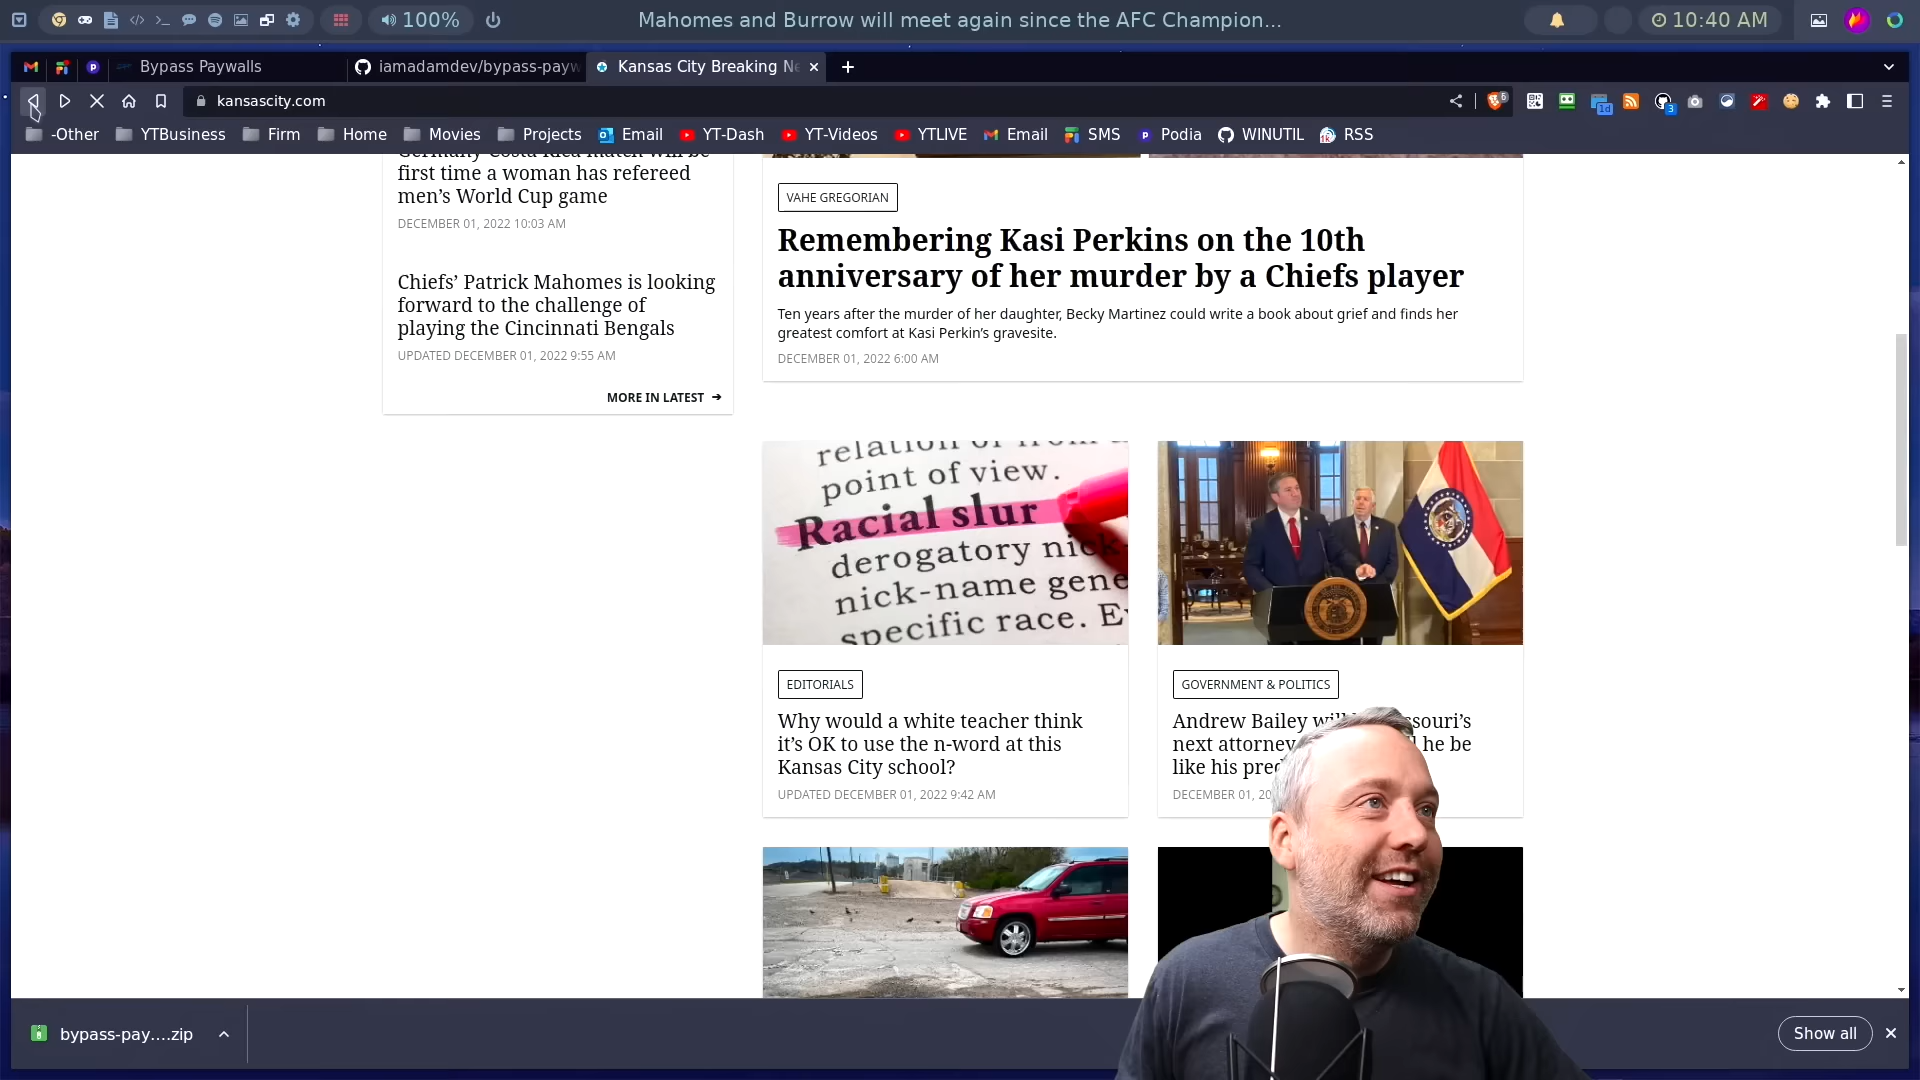 100%
Mahomes and Burrow will meet again since the AFC Champion...
10:40 AM
Bypass Paywalls
iamadamdev/bypass-payw
Kansas City Breaking Ne
kansascity.com
6
1d
3
-Other
YTBusiness
Firm
Home
Movies
Projects
Email
YT-Dash
YT-Videos
YTLIVE
Email
SMS
Podia
WINUTIL
RSS
Germany Costa Rica match will be
first time a woman has refereed
men’s World Cup game
DECEMBER 01, 2022 10:03 AM
Chiefs’ Patrick Mahomes is looking
forward to the challenge of
playing the Cincinnati Bengals
UPDATED DECEMBER 01, 2022 9:55 AM
MORE IN LATEST
VAHE GREGORIAN
Remembering Kasi Perkins on the 10th
anniversary of her murder by a Chiefs player
Ten years after the murder of her daughter, Becky Martinez could write a book about grief and finds her
greatest comfort at Kasi Perkin’s gravesite.
DECEMBER 01, 2022 6:00 AM
relation or from
point of view.
Racial slur
derogatory nick
nick-name gene
specific race.
EDITORIALS
Why would a white teacher think
it’s OK to use the n-word at this
Kansas City school?
UPDATED DECEMBER 01, 2022 9:42 AM
GOVERNMENT & POLITICS
Andrew Bailey will ssouri’s
next attorney he be
like his pred
DECEMBER 01, 20
bypass-pay....zip
Show all